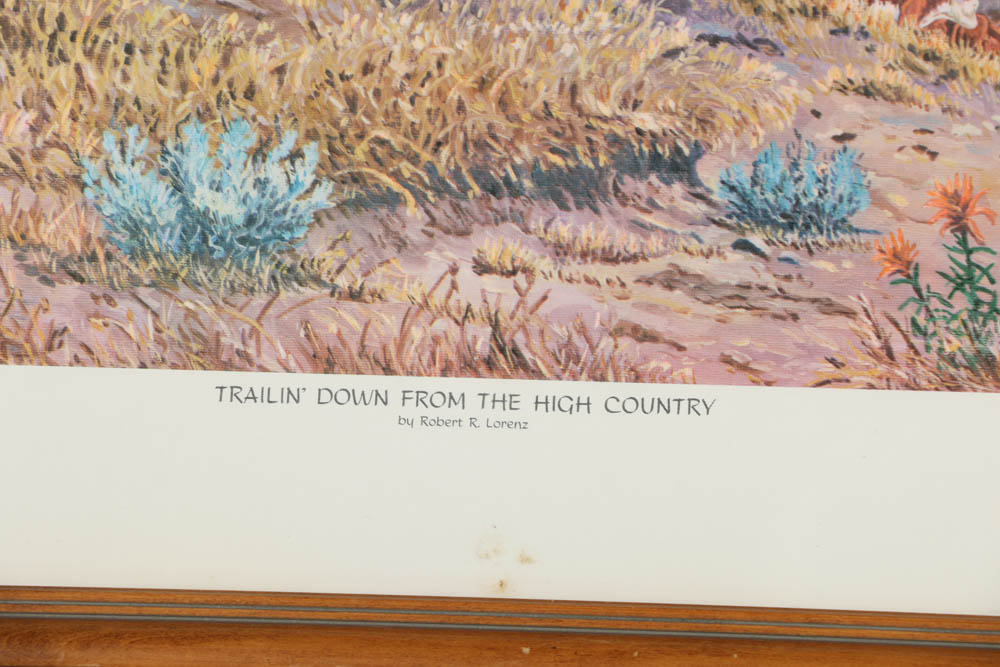 TRAILIN' DOWN FROM THE HIGH COUNTRY
by Robert R. Lorenz